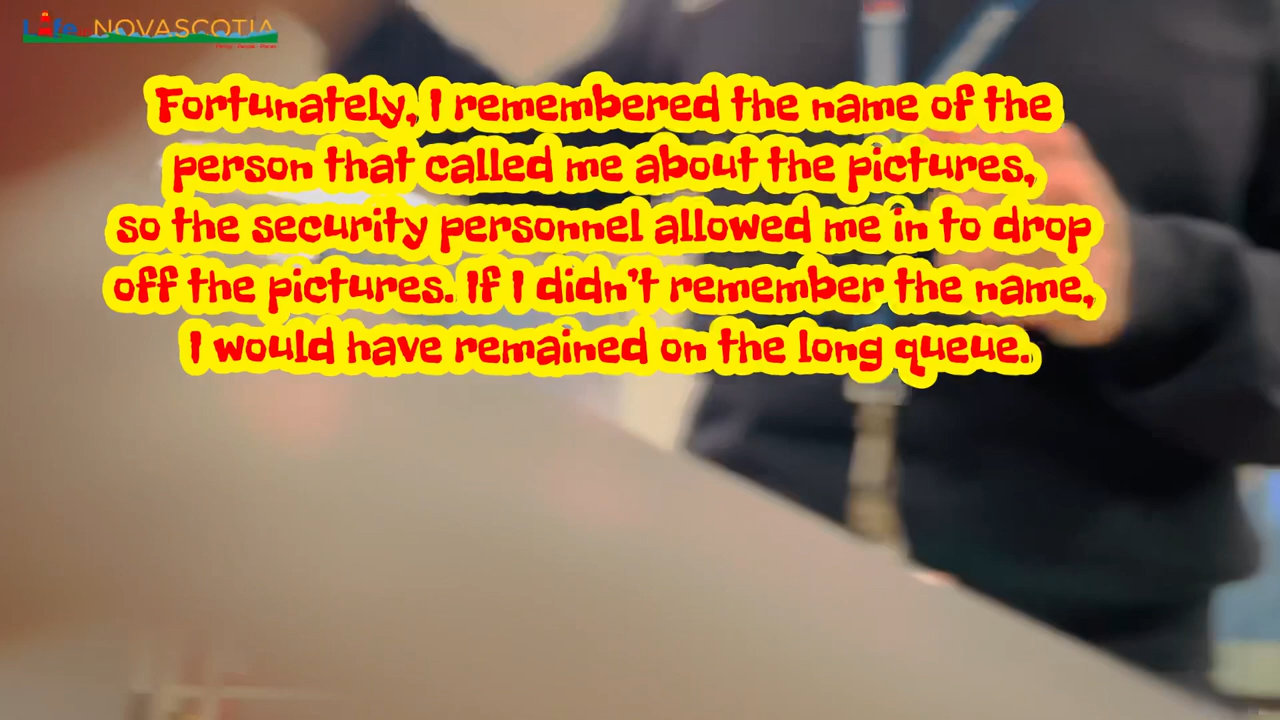 Life in NOVASCOTIA
Fortunately, I remembered the name of the
person that called me about the pictures,
so the security personnel allowed me in to drop
off the pictures. If I didn't remember the name,
I would have remained on the long queue.